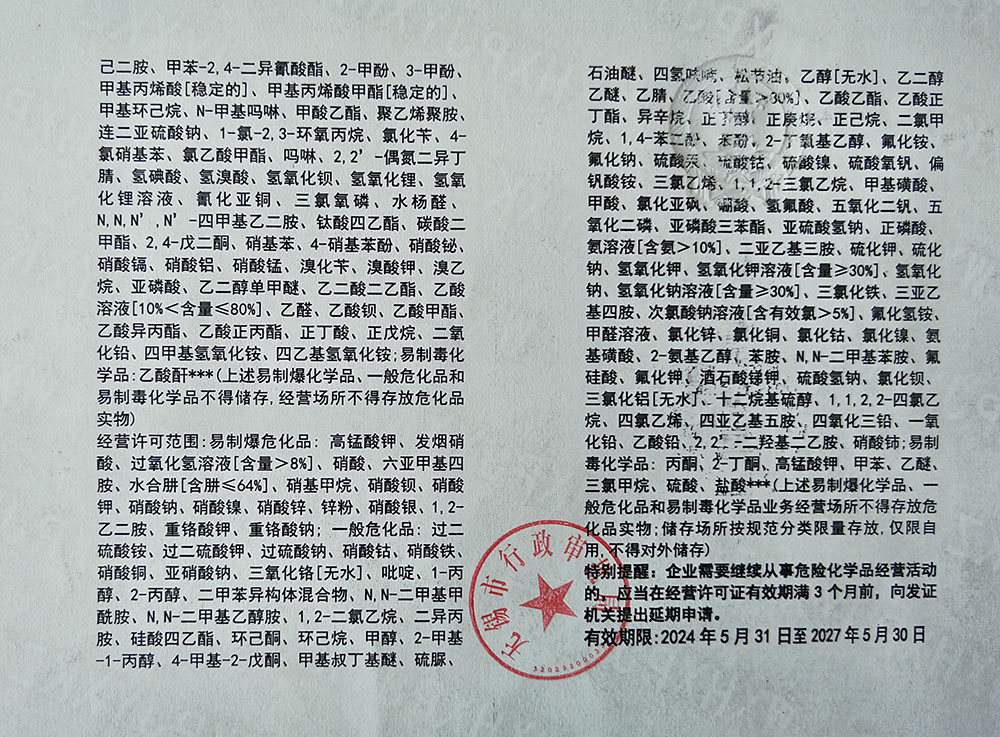 己二胺、甲苯-2,4-二异氰酸酯、2-甲酚、3-甲酚、
甲基丙烯酸[稳定的]、甲基丙烯酸甲酯[稳定的]、
甲基环己烷、N-甲基吗啉、甲酸乙酯、聚乙烯聚胺、
连二亚硫酸钠、1-氯-2,3-环氧丙烷、氯化苄、4-
氯硝基苯、氯乙酸甲酯、吗啉、2,2’-偶氮二异丁
腈、氢碘酸、氢溴酸、氢氧化钡、氢氧化锂、氢氧
化锂溶液、氰化亚铜、三氯氧磷、水杨醛、
N,N,N’,N’-四甲基乙二胺、钛酸四乙酯、碳酸二
甲酯、2,4-戊二酮、硝基苯、4-硝基苯酚、硝酸铋、
硝酸镉、硝酸铝、硝酸锰、溴化苄、溴酸钾、溴乙
烷、亚磷酸、乙二醇单甲醚、乙二酸二乙酯、乙酸
溶液[10%＜含量≤80%]、乙醛、乙酸钡、乙酸甲酯、
乙酸异丙酯、乙酸正丙酯、正丁酸、正戊烷、二氧
化铅、四甲基氢氧化铵、四乙基氢氧化铵;易制毒化
学品:乙酸酐***(上述易制爆化学品、一般危化品和
易制毒化学品不得储存,经营场所不得存放危化品
实物)
经营许可范围:易制爆危化品: 高锰酸钾、发烟硝
酸、过氧化氢溶液[含量＞8%]、硝酸、六亚甲基四
胺、水合肼[含肼≤64%]、硝基甲烷、硝酸钡、硝酸
钾、硝酸钠、硝酸镍、硝酸锌、锌粉、硝酸银、1,2-
乙二胺、重铬酸钾、重铬酸钠; 一般危化品: 过二
硫酸铵、过二硫酸钾、过硫酸钠、硝酸钴、硝酸铁、
硝酸铜、亚硝酸钠、三氧化铬[无水]、吡啶、1-丙
醇、2-丙醇、二甲苯异构体混合物、N,N-二甲基甲
酰胺、N,N-二甲基乙醇胺、1,2-二氯乙烷、二异丙
胺、硅酸四乙酯、环己酮、环己烷、甲醇、2-甲基
-1-丙醇、4-甲基-2-戊酮、甲基叔丁基醚、硫脲、
石油醚、四氢呋喃、松节油、乙醇[无水]、乙二醇
乙醚、乙腈、乙酸[含量＞80%]、乙酸乙酯、乙酸正
丁酯、异辛烷、正丁醇、正庚烷、正己烷、二氯甲
烷、1,4-苯二酚、苯酚、2-丁氧基乙醇、氟化铵、
氟化钠、硫酸汞、硫酸钴、硫酸镍、硫酸氧钒、偏
钒酸铵、三氯乙烯、1,1,2-三氯乙烷、甲基磺酸、
甲酸、氯化亚砜、硼酸、氢氟酸、五氧化二钒、五
氧化二磷、亚磷酸三苯酯、亚硫酸氢钠、正磷酸、
氨溶液[含氨＞10%]、二亚乙基三胺、硫化钾、硫化
钠、氢氧化钾、氢氧化钾溶液[含量≥30%]、氢氧化
钠、氢氧化钠溶液[含量≥30%]、三氯化铁、三亚乙
基四胺、次氯酸钠溶液[含有效氯＞5%]、氟化氢铵、
甲醛溶液、氯化锌、氯化铜、氯化钴、氯化镍、氨
基磺酸、2-氨基乙醇、苯胺、N,N-二甲基苯胺、氟
硅酸、氟化钾、酒石酸锑钾、硫酸氢钠、氯化钡、
三氯化铝[无水]、十二烷基硫醇、1,1,2,2-四氯乙
烷、四氯乙烯、四亚乙基五胺、四氧化三铅、一氧
化铅、乙酸铅、2,2’-二羟基二乙胺、硝酸铈;易制
毒化学品: 丙酮、2-丁酮、高锰酸钾、甲苯、乙醚、
三氯甲烷、硫酸、盐酸***(上述易制爆化学品、一
般危化品和易制毒化学品业务经营场所不得存放危
化品实物;储存场所按规范分类限量存放,仅限自
用,不得对外储存)
特别提醒: 企业需要继续从事危险化学品经营活动
的，应当在经营许可证有效期满 3 个月前，向发证
机关提出延期申请。
有效期限:2024 年 5 月 31 日至 2027 年 5 月 30 日
无锡市行政审批局